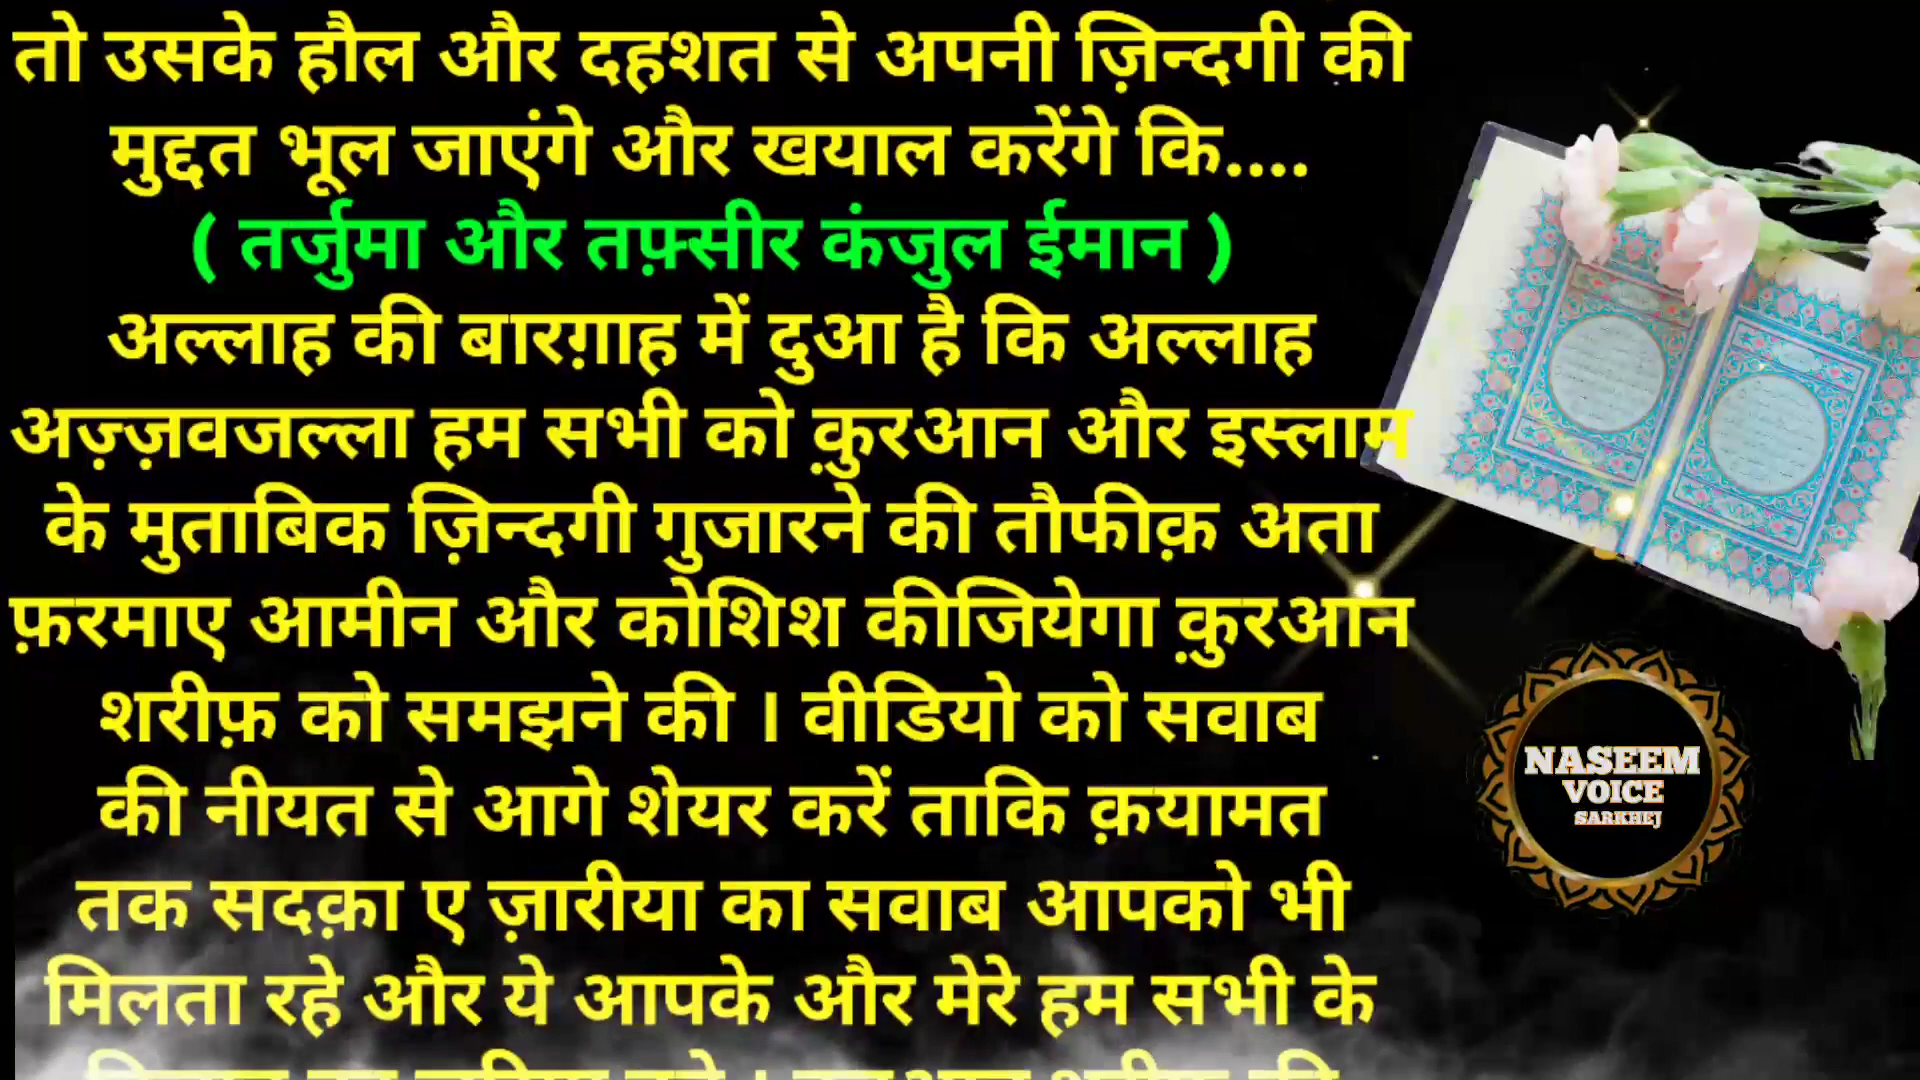 तो उसके हौल और दहशत से अपनी ज़िन्दगी की
मुद्दत भूल जाएंगे और खयाल करेंगे कि....
( तर्जुमा और तफ़्सीर कंजुल ईमान )
अल्लाह की बारग़ाह में दुआ है कि अल्लाह
अज़्ज़वजल्ला हम सभी को क़ुरआन और इस्लाम
के मुताबिक ज़िन्दगी गुजारने की तौफीक़ अता
फ़रमाए आमीन और कोशिश कीजियेगा क़ुरआन
शरीफ़ को समझने की । वीडियो को सवाब
की नीयत से आगे शेयर करें ताकि क़यामत
तक सदक़ा ए ज़ारीया का सवाब आपको भी
मिलता रहे और ये आपके और मेरे हम सभी के
NASEEM
VOICE
SARKHEJ